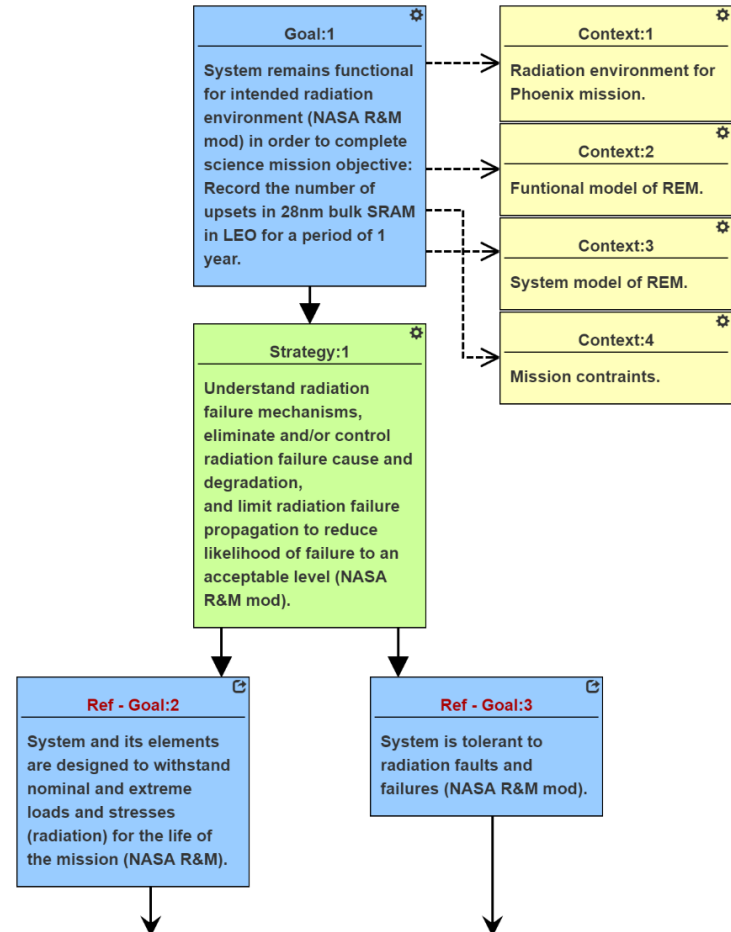 Goal:1
System remains functional
for intended radiation
environment (NASA R&M
mod) in order to complete
science mission objective:
Record the number of
upsets in 28nm bulk SRAM
in LEO for a period of 1
year.
Context:1
Radiation environment for
Phoenix mission.
Context:2
Funtional model of REM.
Context:3
System model of REM.
Context:4
Mission contraints.
Strategy:1
Understand radiation
failure mechanisms,
eliminate and/or control
radiation failure cause and
degradation,
and limit radiation failure
propagation to reduce
likelihood of failure to an
acceptable level (NASA
R&M mod).
Ref - Goal:2
System and its elements
are designed to withstand
nominal and extreme
loads and stresses
(radiation) for the life of
the mission (NASA R&M).
Ref - Goal:3
System is tolerant to
radiation faults and
failures (NASA R&M mod).